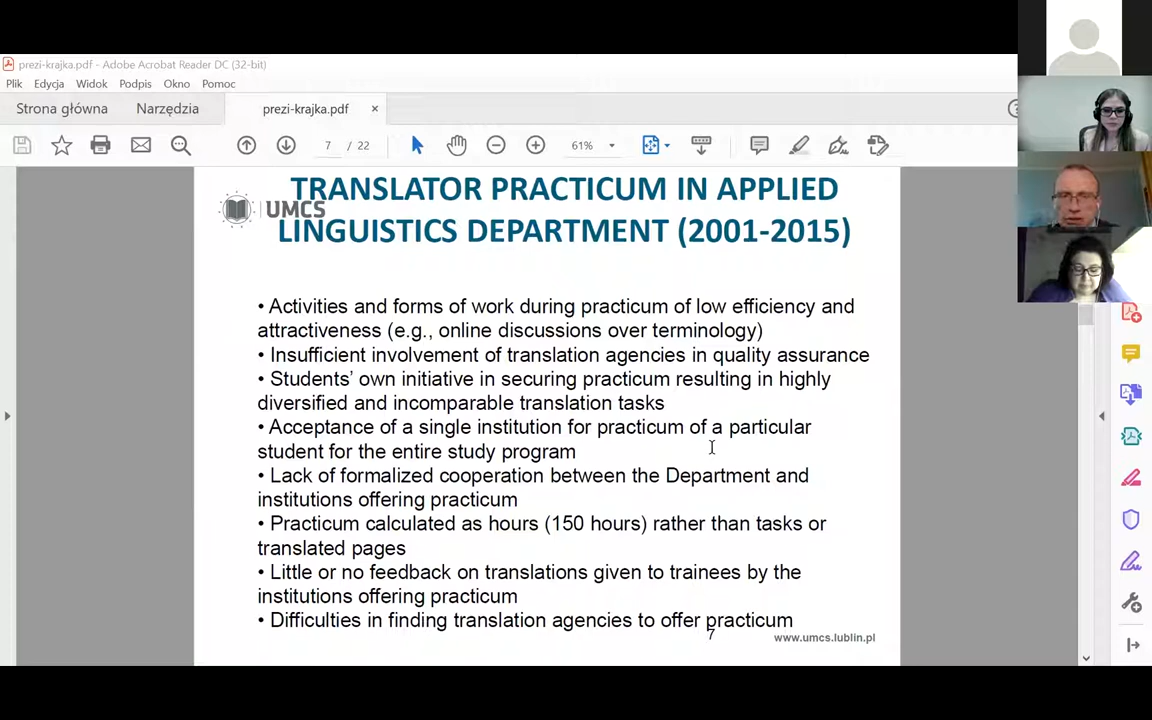 prezi-krajka.pdf - Adobe Acrobat Reader DC (32-bit)
Plik Edycja Widok Podpis Okno Pomoc
Strona główna Narzędzia prezi-krajka.pdf
7 / 22 61%
TRANSLATOR PRACTICUM IN APPLIED
UMCS
LINGUISTICS DEPARTMENT (2001-2015)
• Activities and forms of work during practicum of low efficiency and
attractiveness (e.g., online discussions over terminology)
• Insufficient involvement of translation agencies in quality assurance
• Students’ own initiative in securing practicum resulting in highly
diversified and incomparable translation tasks
• Acceptance of a single institution for practicum of a particular
student for the entire study program
• Lack of formalized cooperation between the Department and
institutions offering practicum
• Practicum calculated as hours (150 hours) rather than tasks or
translated pages
• Little or no feedback on translations given to trainees by the
institutions offering practicum
• Difficulties in finding translation agencies to offer practicum
7
www.umcs.lublin.pl